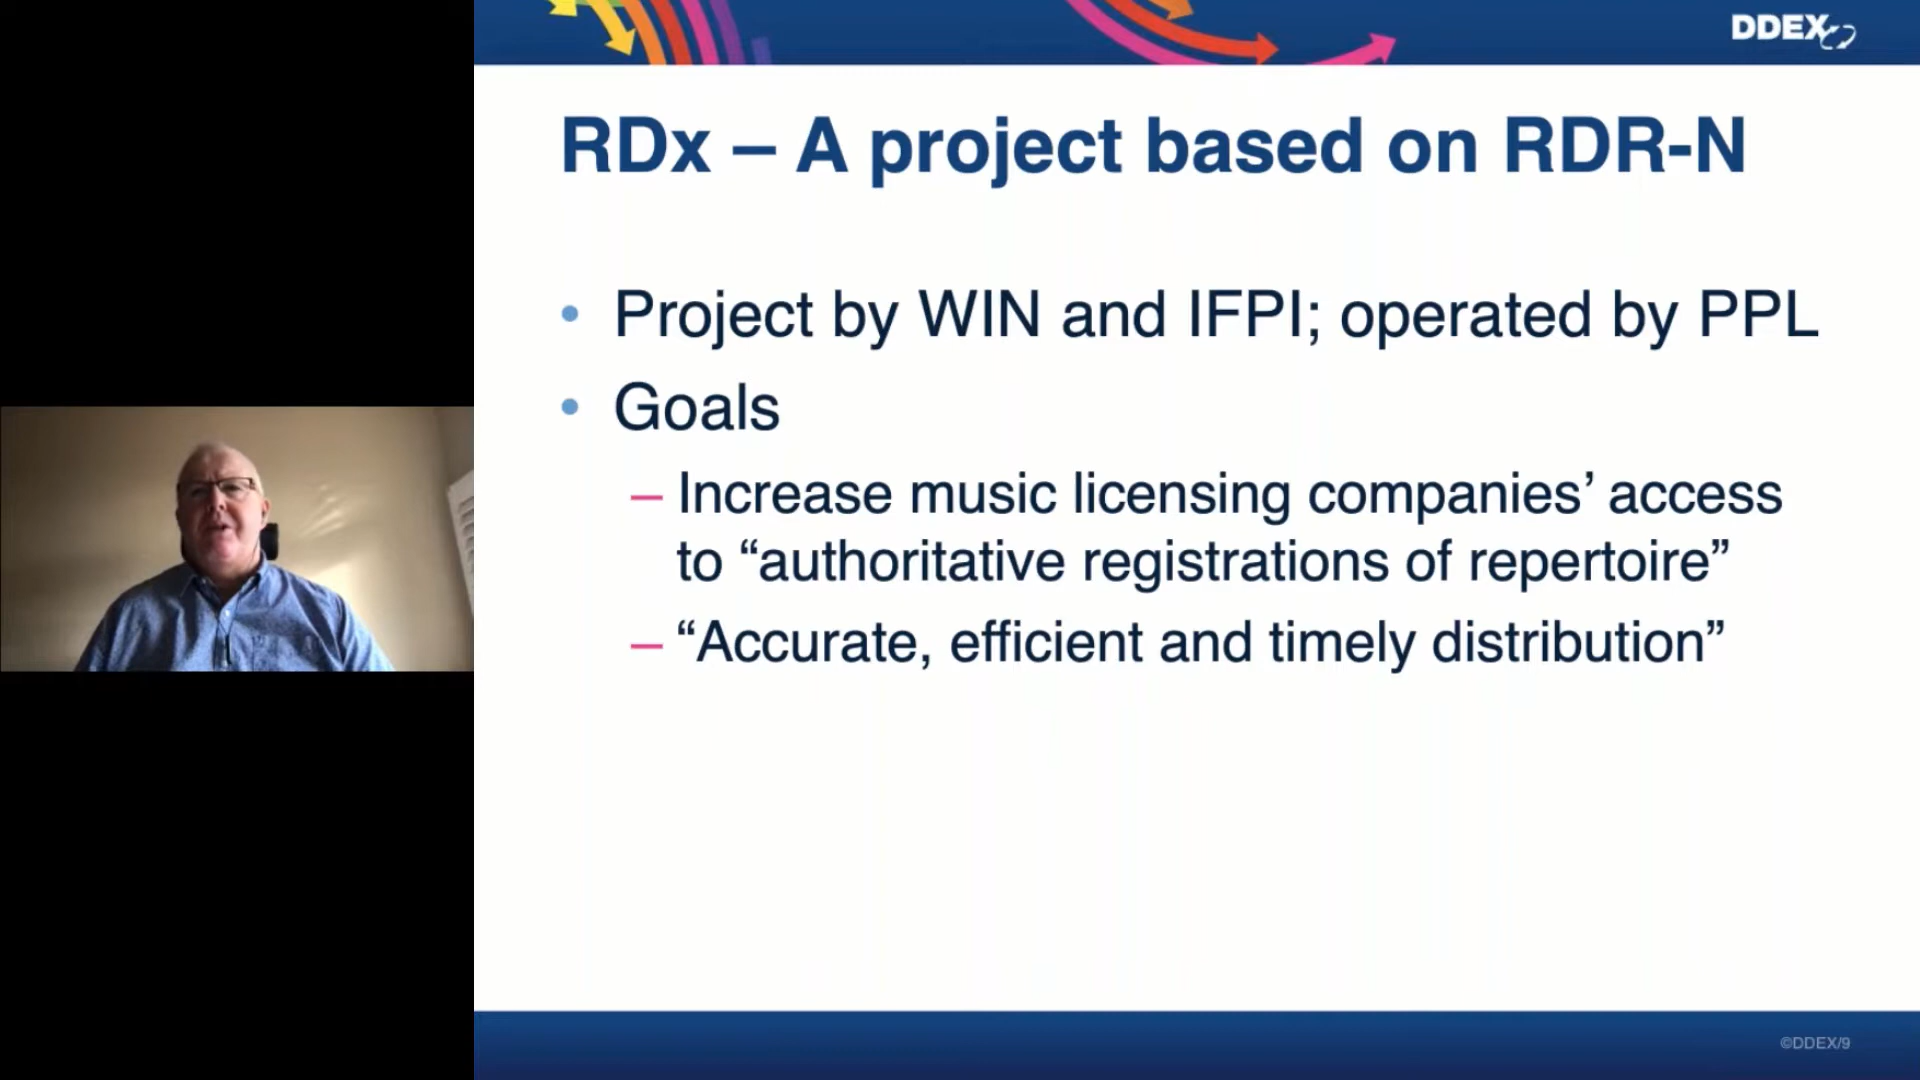 DDEX
RDx – A project based on RDR-N
• Project by WIN and IFPI; operated by PPL
• Goals
– Increase music licensing companies’ access
to “authoritative registrations of repertoire”
– “Accurate, efficient and timely distribution”
©DDEX/9